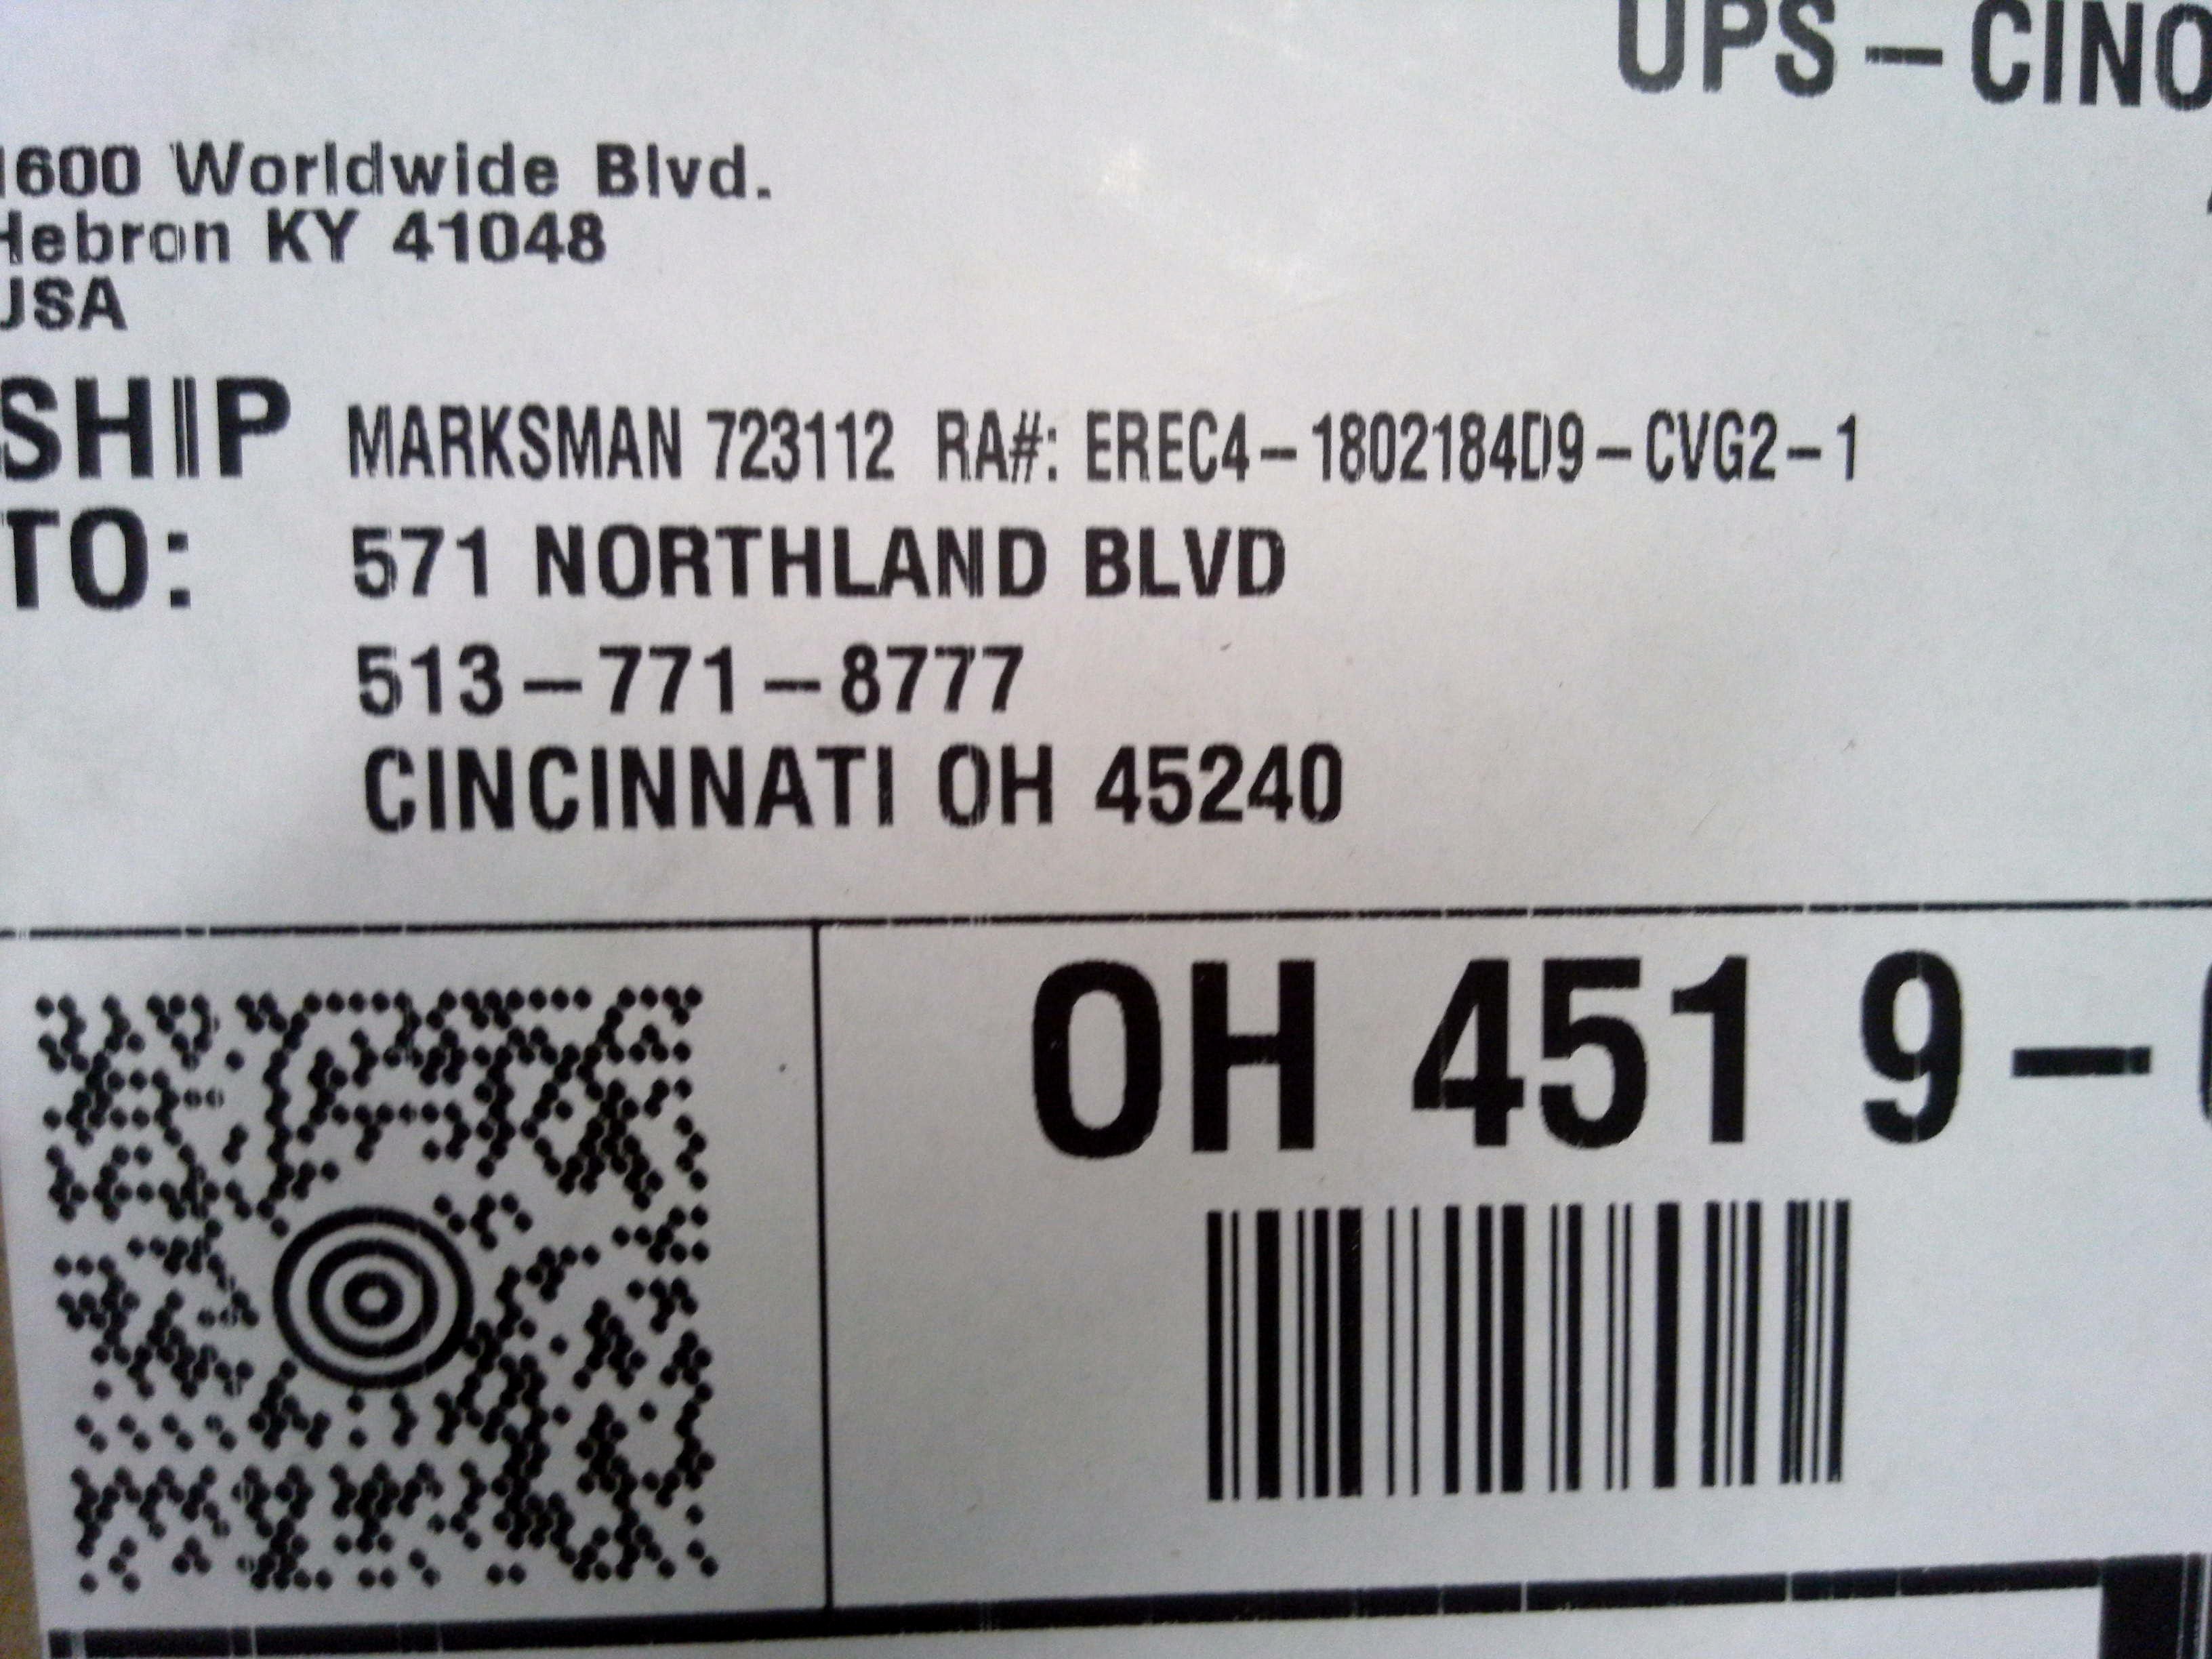 UPS – CINC
1600 Worldwide Blvd.
Hebron KY 41048
USA
SHIP TO:
MARKSMAN 723112 RA#: EREC4–1802184D9–CVG2–1
571 NORTHLAND BLVD
513–771–8777
CINCINNATI OH 45240
OH 451 9–